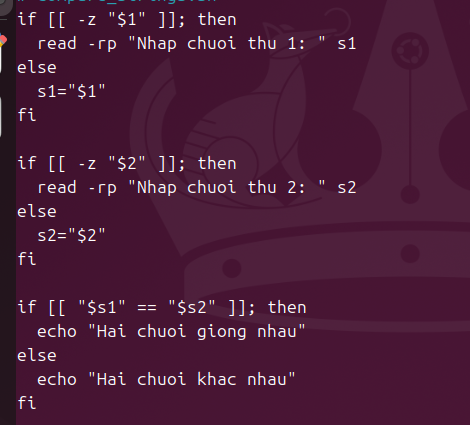 if [[ -z "$1" ]]; then
  read -rp "Nhap chuoi thu 1: " s1
else
  s1="$1"
fi

if [[ -z "$2" ]]; then
  read -rp "Nhap chuoi thu 2: " s2
else
  s2="$2"
fi

if [[ "$s1" == "$s2" ]]; then
  echo "Hai chuoi giong nhau"
else
  echo "Hai chuoi khac nhau"
fi